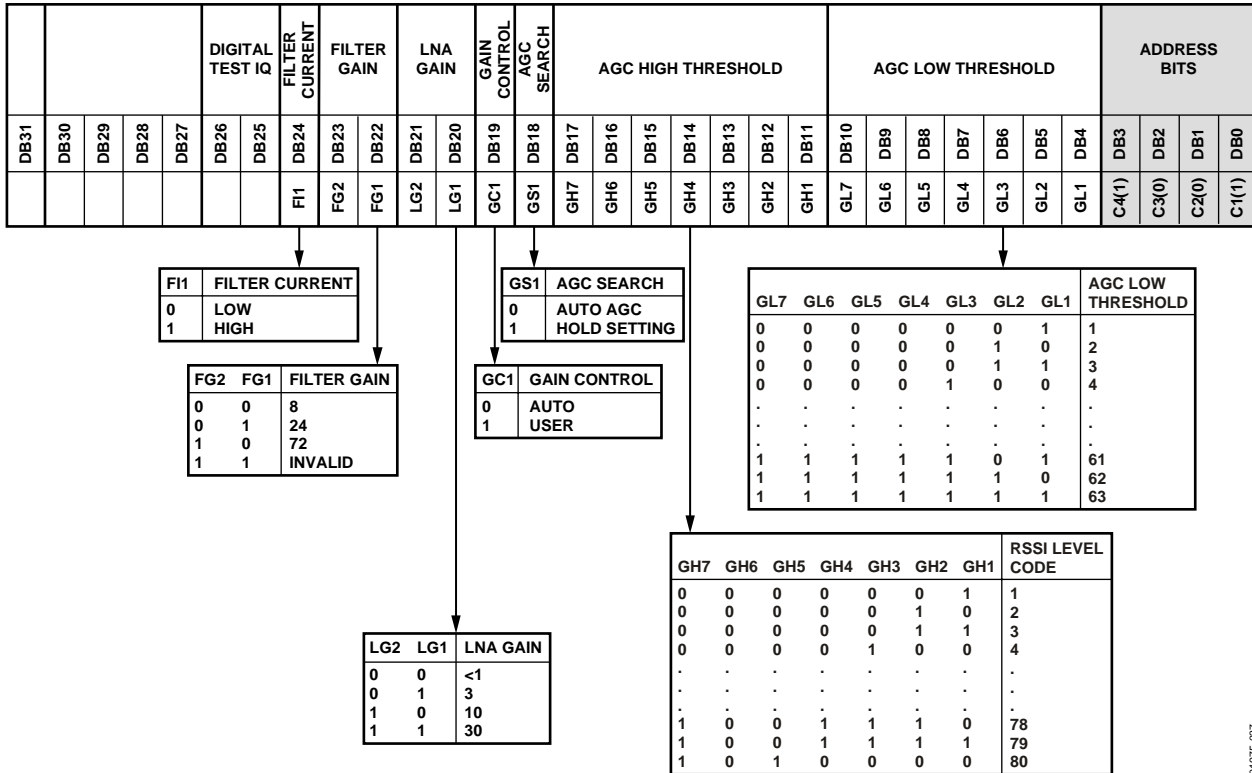 DIGITAL TEST IQ
FILTER CURRENT
FILTER GAIN
LNA GAIN
GAIN CONTROL
AGC SEARCH
AGC HIGH THRESHOLD
AGC LOW THRESHOLD
ADDRESS BITS
DB31 DB30 DB29 DB28 DB27 DB26 DB25 DB24 DB23 DB22 DB21 DB20 DB19 DB18 DB17 DB16 DB15 DB14 DB13 DB12 DB11 DB10 DB9 DB8 DB7 DB6 DB5 DB4 DB3 DB2 DB1 DB0
FI1 FG2 FG1 LG2 LG1 GC1 GS1 GH7 GH6 GH5 GH4 GH3 GH2 GH1 GL7 GL6 GL5 GL4 GL3 GL2 GL1 C4(1) C3(0) C2(0) C1(1)
FI1 FILTER CURRENT
0 LOW
1 HIGH
GS1 AGC SEARCH
0 AUTO AGC
1 HOLD SETTING
FG2 FG1 FILTER GAIN
0 0 8
0 1 24
1 0 72
1 1 INVALID
GC1 GAIN CONTROL
0 AUTO
1 USER
GL7 GL6 GL5 GL4 GL3 GL2 GL1 AGC LOW THRESHOLD
0 0 0 0 0 0 1 1
0 0 0 0 0 1 0 2
0 0 0 0 0 1 1 3
0 0 0 0 1 0 0 4
. . . . . . . .
. . . . . . . .
. . . . . . . .
1 1 1 1 1 0 1 61
1 1 1 1 1 1 0 62
1 1 1 1 1 1 1 63
LG2 LG1 LNA GAIN
0 0 <1
0 1 3
1 0 10
1 1 30
GH7 GH6 GH5 GH4 GH3 GH2 GH1 RSSI LEVEL CODE
0 0 0 0 0 0 1 1
0 0 0 0 0 1 0 2
0 0 0 0 0 1 1 3
0 0 0 0 1 0 0 4
. . . . . . . .
. . . . . . . .
. . . . . . . .
1 0 0 1 1 1 0 78
1 0 0 1 1 1 1 79
1 0 1 0 0 0 0 80